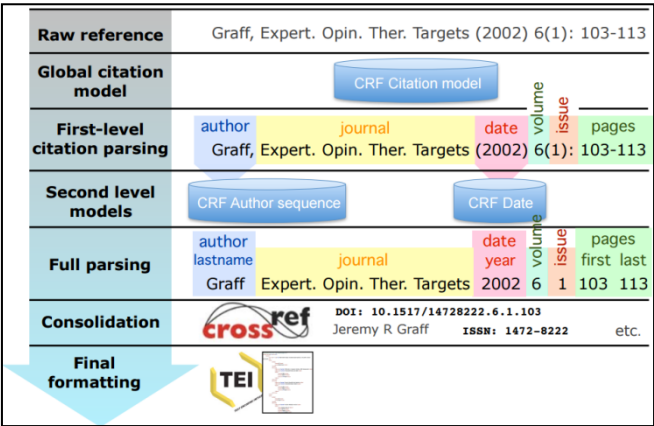 Raw reference
Graff, Expert. Opin. Ther. Targets (2002) 6(1): 103-113
Global citation
model
CRF Citation model
First-level
citation parsing
author
journal
date
volume
issue
pages
Graff, Expert. Opin. Ther. Targets (2002) 6(1): 103-113
Second level
models
CRF Author sequence
CRF Date
Full parsing
author
lastname
journal
date
year
volume
issue
pages
first last
Graff Expert. Opin. Ther. Targets 2002 6 1 103 113
Consolidation
crossref
DOI: 10.1517/14728222.6.1.103
Jeremy R Graff ISSN: 1472-8222 etc.
Final
formatting
TEI